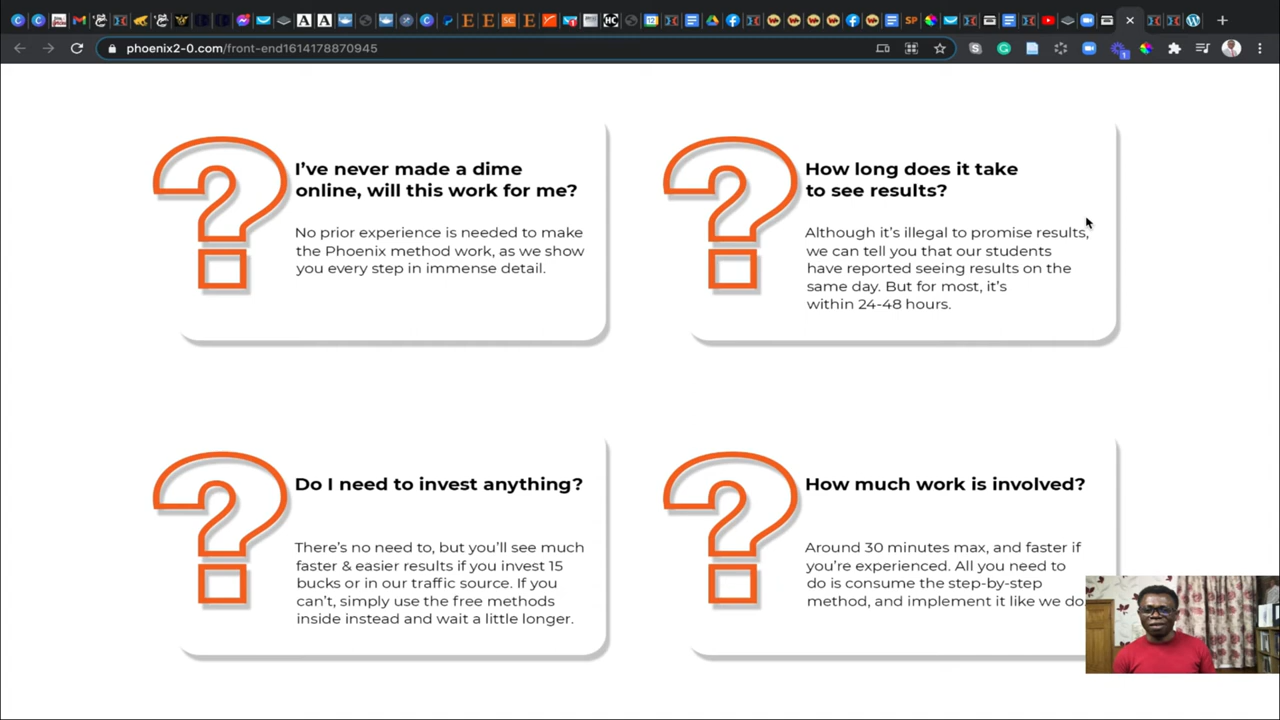 phoenix2-0.com/front-end1614178870945
I've never made a dime
online, will this work for me?
No prior experience is needed to make
the Phoenix method work, as we show
you every step in immense detail.
How long does it take
to see results?
Although it's illegal to promise results,
we can tell you that our students
have reported seeing results on the
same day. But for most, it's
within 24-48 hours.
Do I need to invest anything?
There's no need to, but you'll see much
faster & easier results if you invest 15
bucks or in our traffic source. If you
can't, simply use the free methods
inside instead and wait a little longer.
How much work is involved?
Around 30 minutes max, and faster if
you're experienced. All you need to
do is consume the step-by-step
method, and implement it like we do